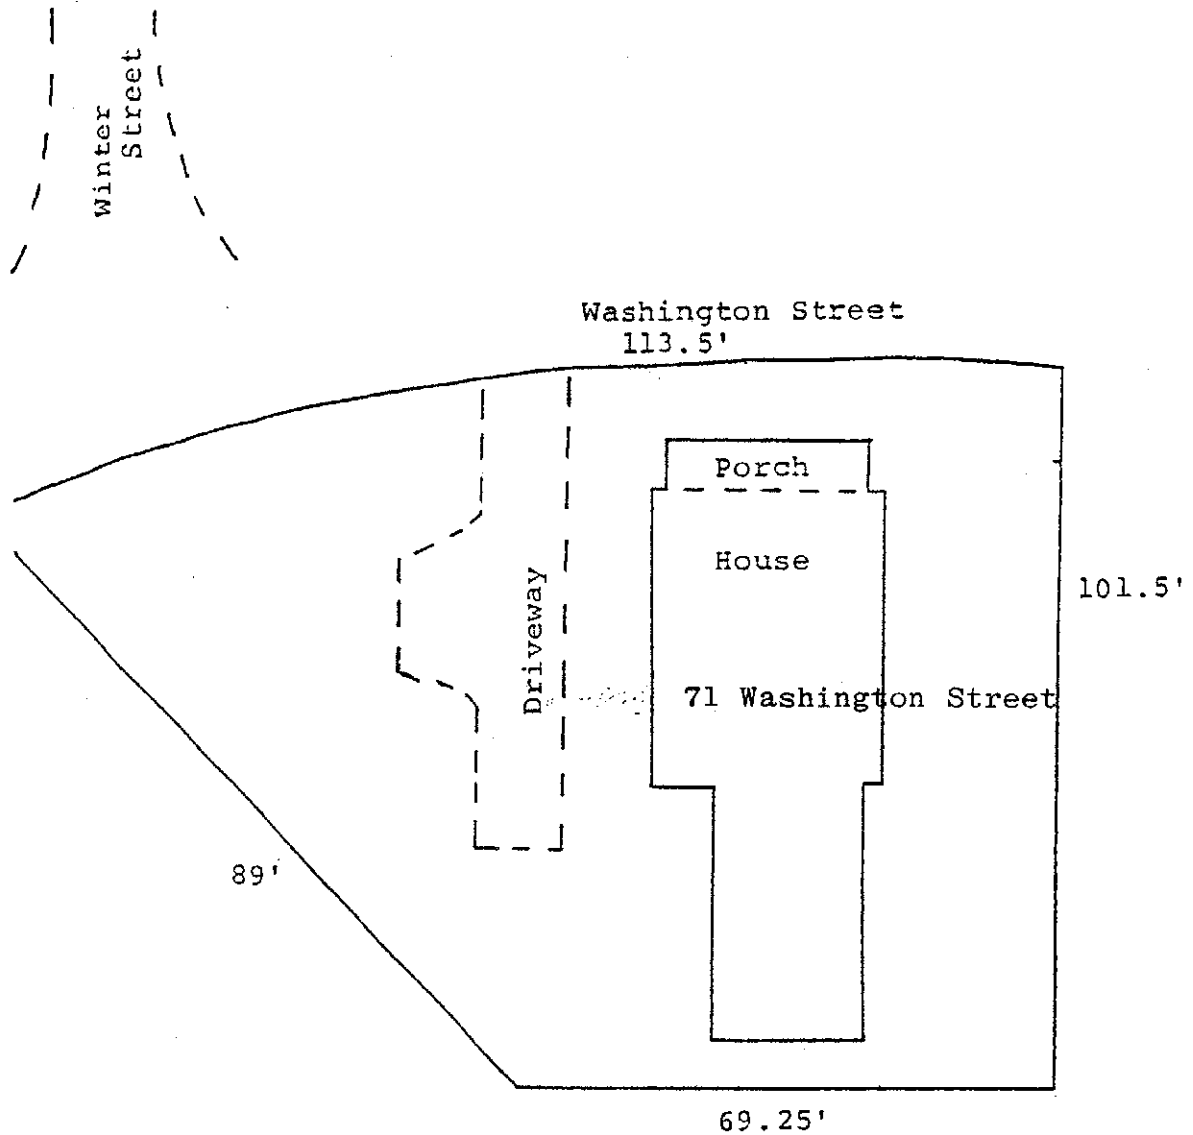 Winter
Street
Washington Street
113.5'
Porch
House
101.5'
Driveway
71 Washington Street
89'
69.25'